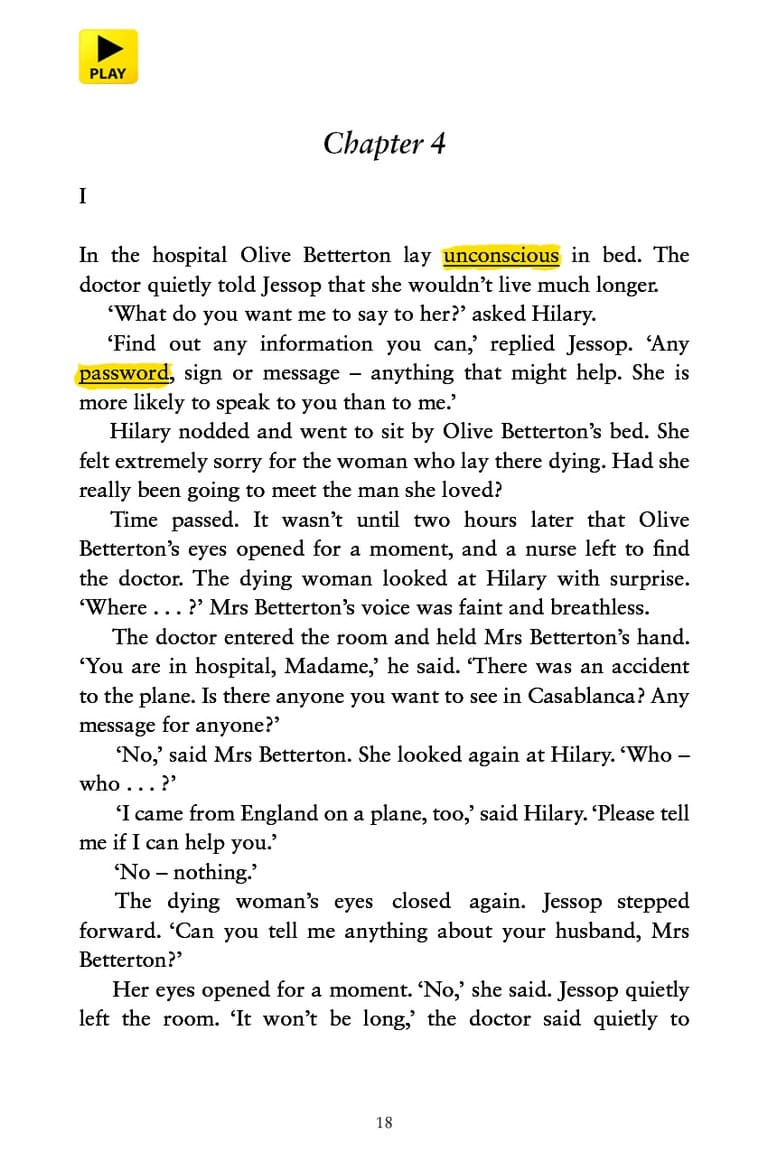 PLAY
Chapter 4
I
In the hospital Olive Betterton lay unconscious in bed. The
doctor quietly told Jessop that she wouldn’t live much longer.
‘What do you want me to say to her?’ asked Hilary.
‘Find out any information you can,’ replied Jessop. ‘Any
password, sign or message – anything that might help. She is
more likely to speak to you than to me.’
Hilary nodded and went to sit by Olive Betterton’s bed. She
felt extremely sorry for the woman who lay there dying. Had she
really been going to meet the man she loved?
Time passed. It wasn’t until two hours later that Olive
Betterton’s eyes opened for a moment, and a nurse left to find
the doctor. The dying woman looked at Hilary with surprise.
‘Where . . . ?’ Mrs Betterton’s voice was faint and breathless.
The doctor entered the room and held Mrs Betterton’s hand.
‘You are in hospital, Madame,’ he said. ‘There was an accident
to the plane. Is there anyone you want to see in Casablanca? Any
message for anyone?’
‘No,’ said Mrs Betterton. She looked again at Hilary. ‘Who –
who . . . ?’
‘I came from England on a plane, too,’ said Hilary. ‘Please tell
me if I can help you.’
‘No – nothing.’
The dying woman’s eyes closed again. Jessop stepped
forward. ‘Can you tell me anything about your husband, Mrs
Betterton?’
Her eyes opened for a moment. ‘No,’ she said. Jessop quietly
left the room. ‘It won’t be long,’ the doctor said quietly to
18